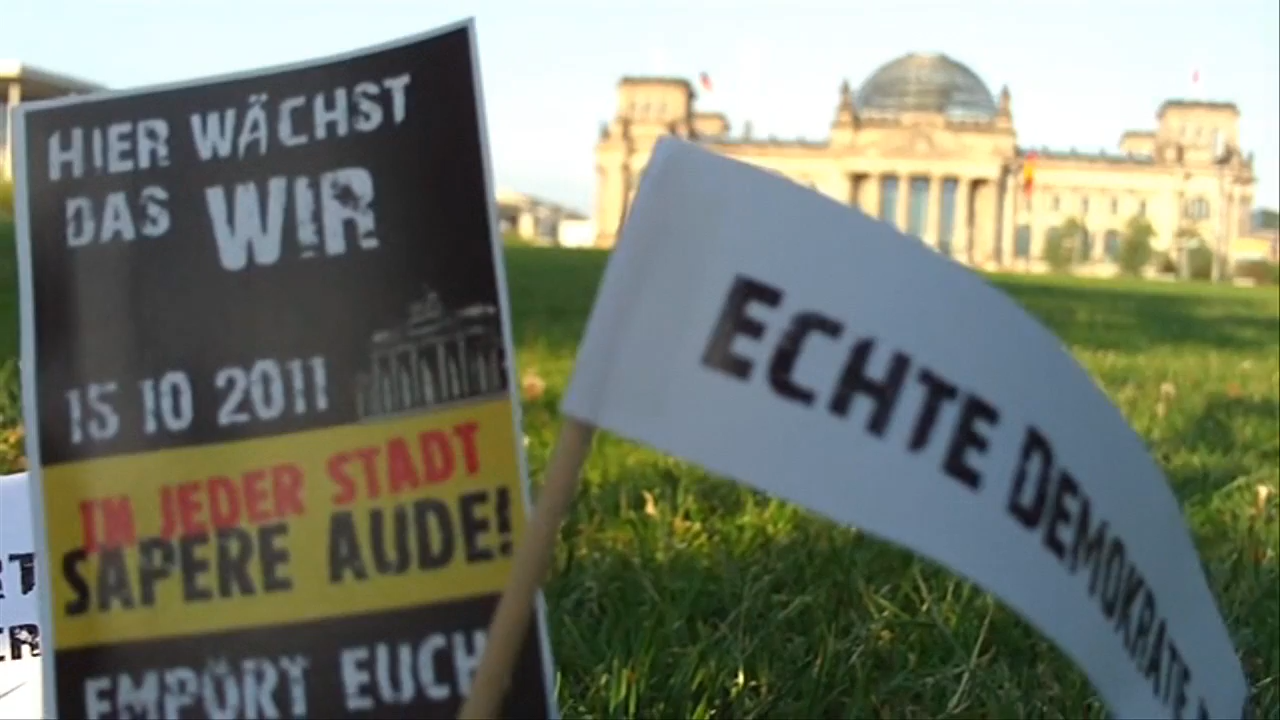 HIER WÄCHST
DAS WIR
15 10 2011
IN JEDER STADT
SAPERE AUDE!
EMPÖRT EUCH
ECHTE DEMOKRATIE